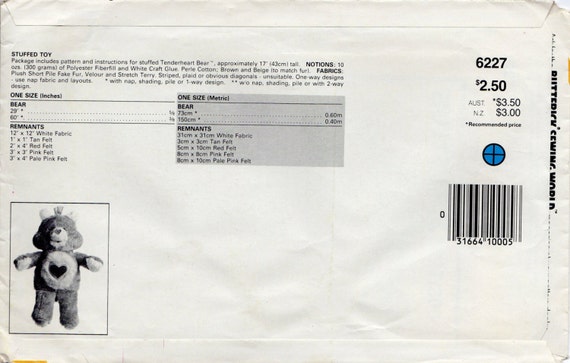 STUFFED TOY
Package includes pattern and instructions for stuffed Tenderheart Bear™, approximately 17" (43cm) tall. NOTIONS: 10
ozs. (300 grams) of Polyester Fiberfill and White Craft Glue. Perle Cotton; Brown and Beige (to match fur). FABRICS:
Plush Short Pile Fake Fur, Velour and Stretch Terry. Striped, plaid or obvious diagonals - unsuitable. One-way designs
- use nap fabric and layouts. * with nap, shading, pile or with 1-way design. ** w/o nap, shading, pile or with 2-way
design.
ONE SIZE (Inches)
BEAR
29" *
60" *
REMNANTS
12" x 12" White Fabric
1" x 1" Tan Felt
2" x 4" Red Felt
3" x 3" Pink Felt
3" x 4" Pale Pink Felt
ONE SIZE (Metric)
BEAR
73cm * 0.60m
150cm * 0.40m
REMNANTS
31cm x 31cm White Fabric
3cm x 3cm Tan Felt
5cm x 10cm Red Felt
8cm x 8cm Pink Felt
8cm x 10cm Pale Pink Felt
6227
$2.50
AUST. *$3.50
N.Z. $3.00
*Recommended price
BUTTERICK SEWING WORLD
0
31664 10005